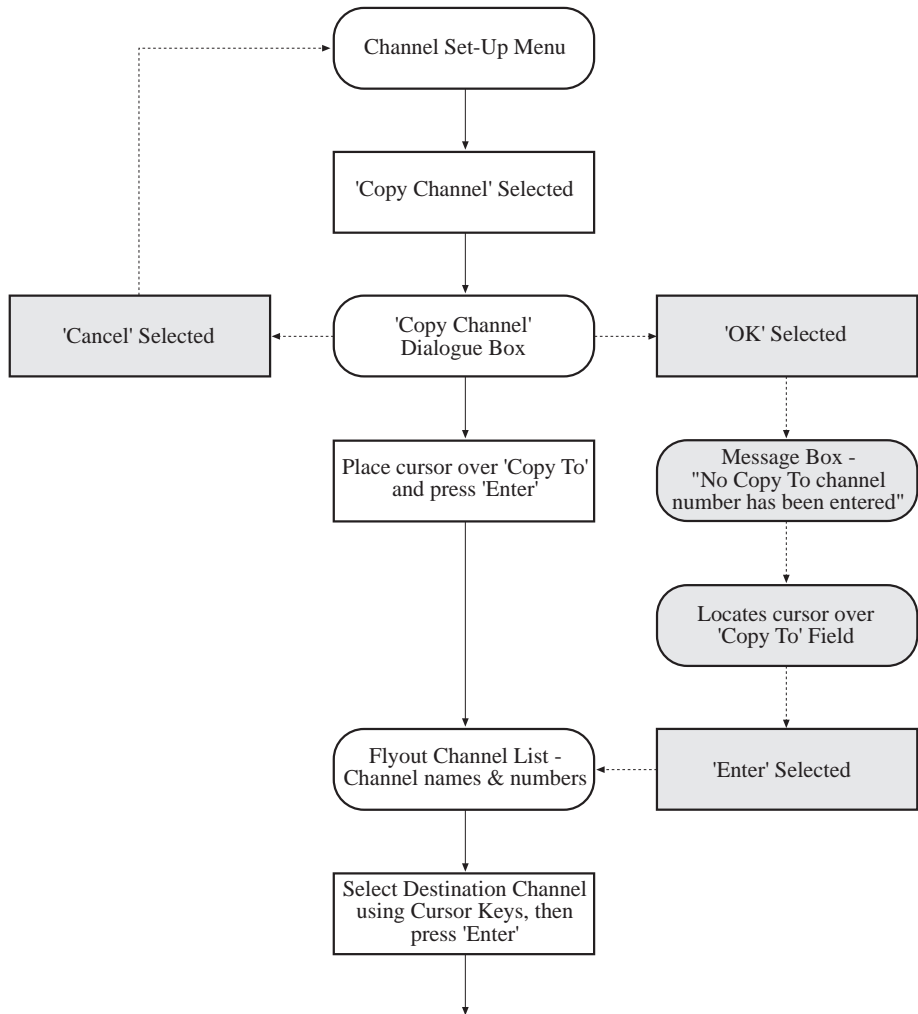 Channel Set-Up Menu
'Copy Channel' Selected
'Cancel' Selected
'Copy Channel'
Dialogue Box
'OK' Selected
Place cursor over 'Copy To'
and press 'Enter'
Message Box -
"No Copy To channel
number has been entered"
Locates cursor over
'Copy To' Field
Flyout Channel List -
Channel names & numbers
'Enter' Selected
Select Destination Channel
using Cursor Keys, then
press 'Enter'